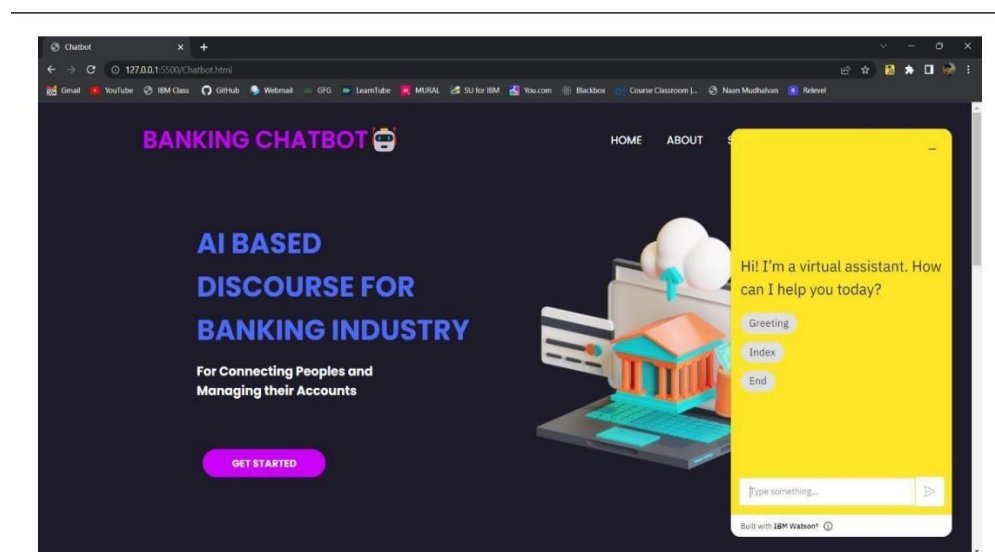 Chatbot
127.0.0.1:5500/Chatbot.html
Gmail YouTube IBM Class GitHub Webmail GFG LearnTube MURAL SU for IBM You.com Blackbox Course Classroom |... Naan Mudhalvan Relevel
BANKING CHATBOT
HOME ABOUT S
AI BASED
DISCOURSE FOR
BANKING INDUSTRY
For Connecting Peoples and
Managing their Accounts
GET STARTED
Hi! I'm a virtual assistant. How
can I help you today?
Greeting
Index
End
Type something...
Built with IBM Watson®